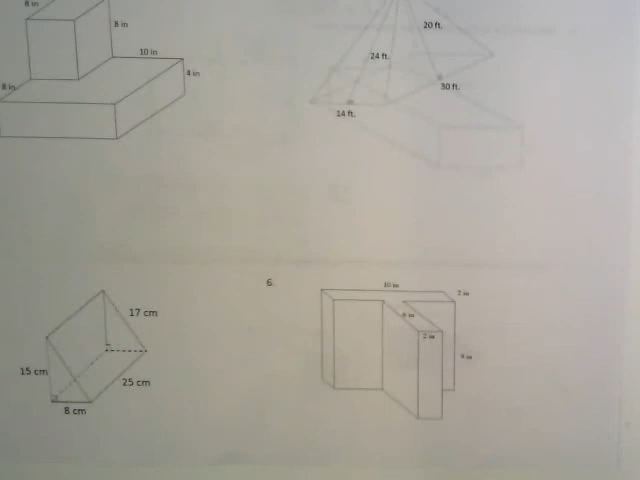 8 in
8 in
10 in
4 in
8 in
20 ft.
24 ft.
30 ft.
14 ft.
6.
17 cm
15 cm
25 cm
8 cm
10 in
2 in
6 in
2 in